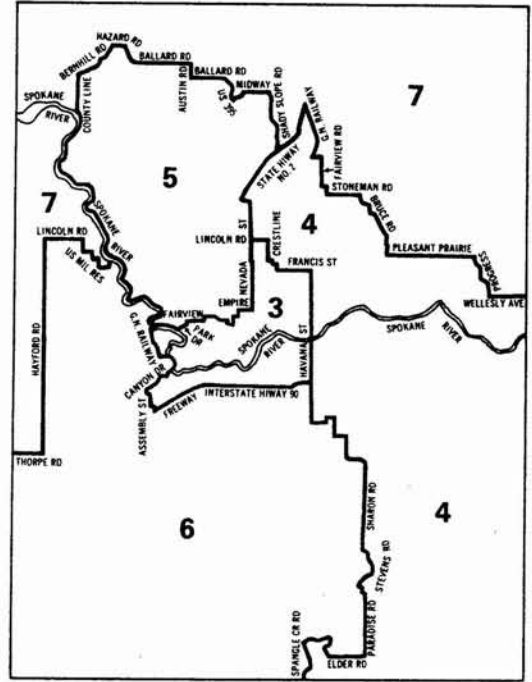 HAZARD RD
BERNHILL RD
BALLARD RD
AUSTIN RD
BALLARD RD
US 395
MIDWAY
SHADY SLOPE RD
G.N. RAILWAY
7
COUNTY LINE
SPOKANE
RIVER
5
STATE HIWAY
NO. 2
FAIRVIEW RD
STONEMAN RD
BRUCE RD
4
7
LINCOLN RD
SPOKANE
RIVER
US MIL RES
NEVADA ST
LINCOLN RD
CRESTLINE
FRANCIS ST
PLEASANT PRAIRIE
PROGRESS
WELLESLY AVE
EMPIRE
3
FAIRVIEW
PARK
DR
HAYFORD RD
G.N. RAILWAY
SPOKANE
RIVER
HAVANA ST
SPOKANE
RIVER
CANYON DR
ASSEMBLY ST
FREEWAY
INTERSTATE HIWAY 90
THORPE RD
6
SHARON RD
4
STEVENS RD
PARADISE RD
SPANGLE CR RD
ELDER RD